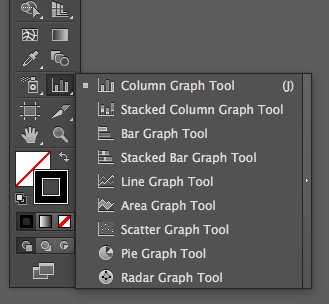 Column Graph Tool (J)
Stacked Column Graph Tool
Bar Graph Tool
Stacked Bar Graph Tool
Line Graph Tool
Area Graph Tool
Scatter Graph Tool
Pie Graph Tool
Radar Graph Tool